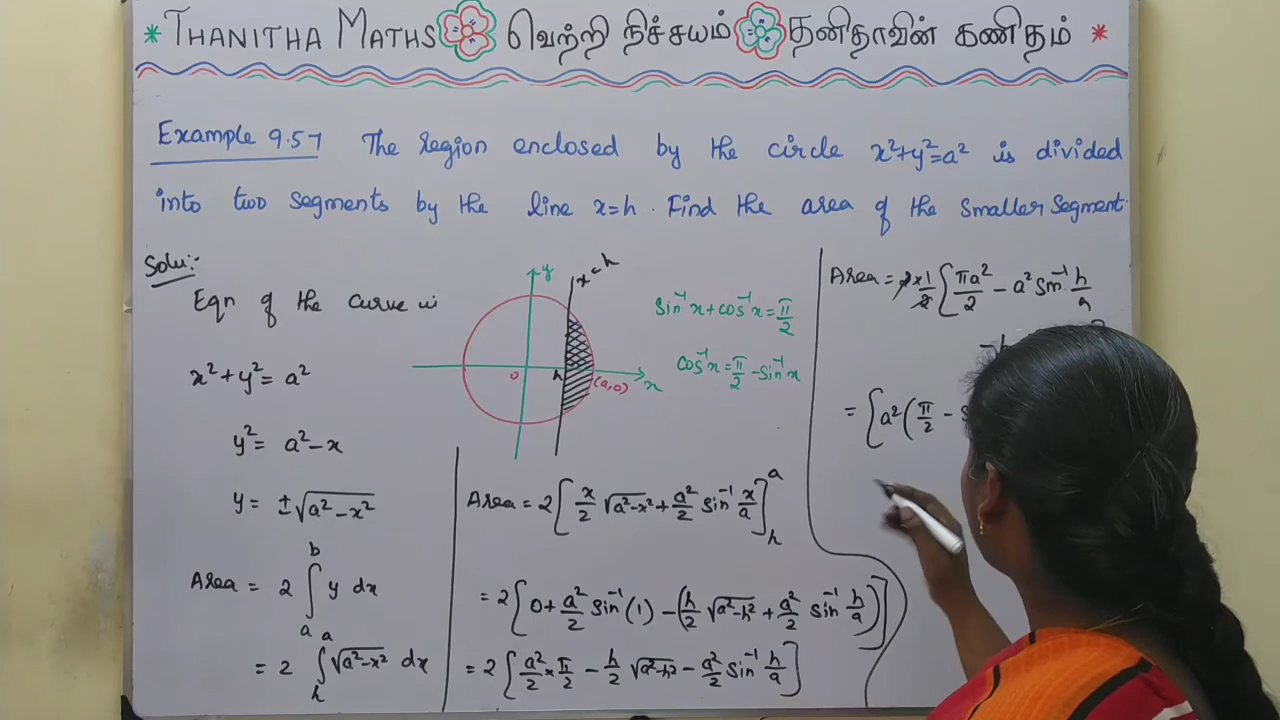 * THANITHA MATHS வெற்றி நிச்சயம் தனிதாவின் கணிதம் *
Example 9.57 The region enclosed by the circle x²+y²=a² is divided
into two segments by the line x=h. Find the area of the smaller segment.
Solu:-
Eqn of the curve is
x²+y²= a²
y²= a²-x
y= ±√(a²-x²)
Area = 2 ∫_a^b y dx
= 2 ∫_h^a √(a²-x²) dx
y
x=h
o
h
(a,0)
x
sin⁻¹x+cos⁻¹x=π/2
cos⁻¹x=π/2-sin⁻¹x
Area = 2[x/2 √(a²-x²)+a²/2 sin⁻¹ x/a]_h^a
= 2[0+a²/2 sin⁻¹(1) -(h/2 √(a²-h²)+a²/2 sin⁻¹ h/a)]
= 2[a²/2 × π/2 - h/2 √(a²-h²) - a²/2 sin⁻¹ h/a]
Area = 2×1/2 [πa²/2 - a² sin⁻¹ h/a
-h
= [a²(π/2 - s